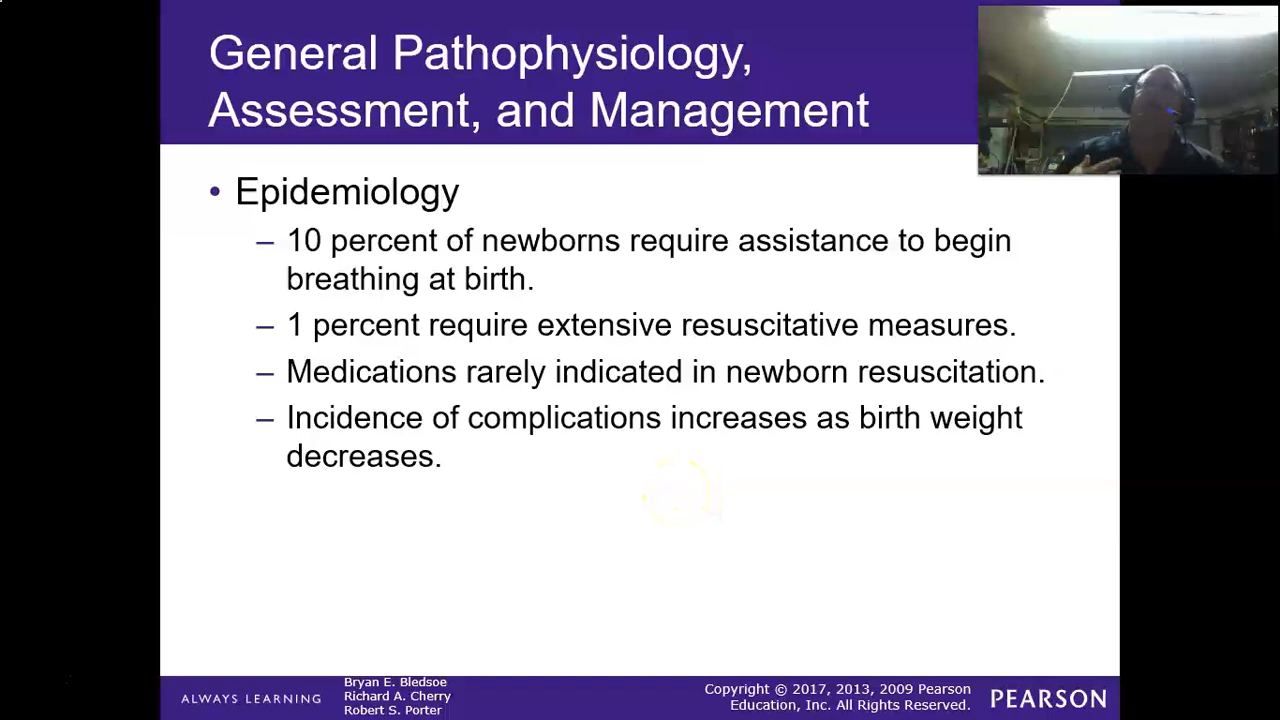 General Pathophysiology,
Assessment, and Management
• Epidemiology
– 10 percent of newborns require assistance to begin
breathing at birth.
– 1 percent require extensive resuscitative measures.
– Medications rarely indicated in newborn resuscitation.
– Incidence of complications increases as birth weight
decreases.
ALWAYS LEARNING
Bryan E. Bledsoe
Richard A. Cherry
Robert S. Porter
Copyright © 2017, 2013, 2009 Pearson
Education, Inc. All Rights Reserved.
PEARSON